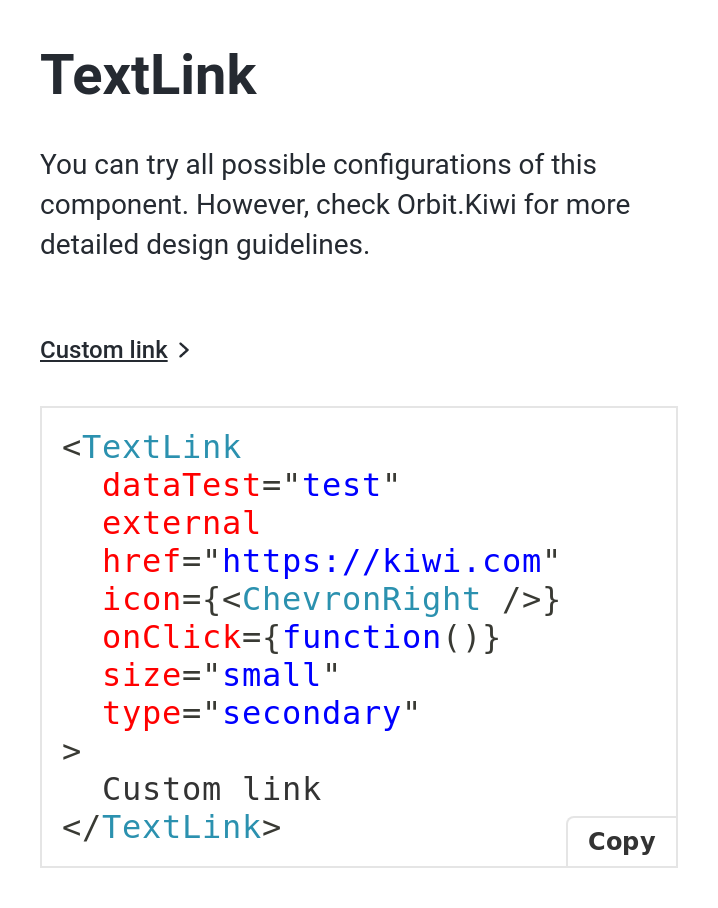 TextLink
You can try all possible configurations of this
component. However, check Orbit.Kiwi for more
detailed design guidelines.
Custom link
<TextLink
  dataTest="test"
  external
  href="https://kiwi.com"
  icon={<ChevronRight />}
  onClick={function()}
  size="small"
  type="secondary"
>
  Custom link
</TextLink>
Copy